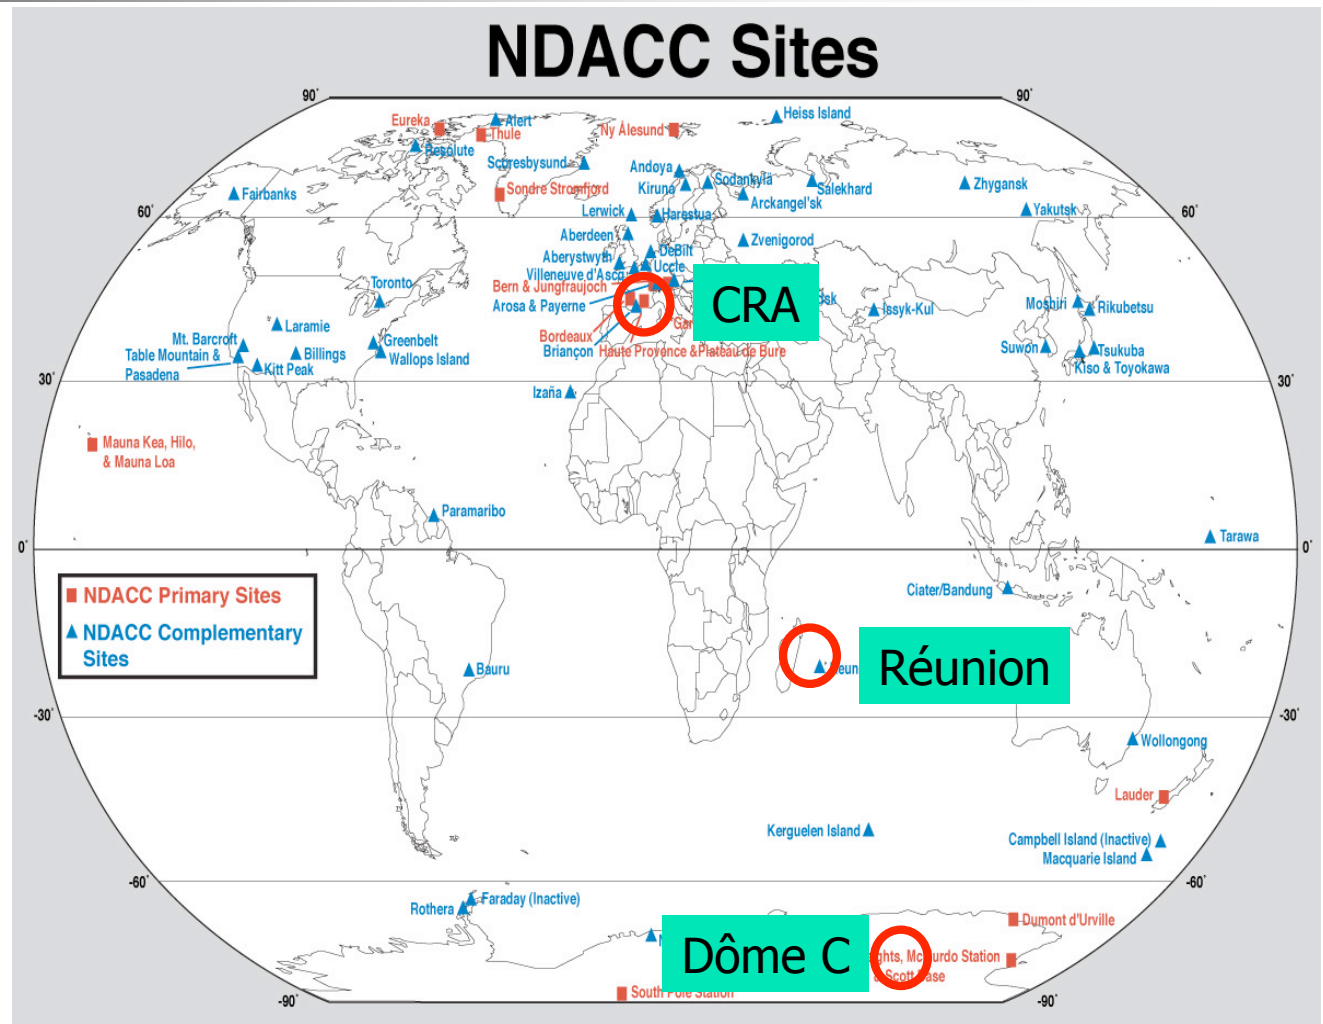 NDACC Sites
90°
90°
Heiss Island
Eureka
Alert
Thule
Ny Ålesund
Resolute
Scoresbysund
Andøya
Sodankyla
Salekhard
Zhygansk
Fairbanks
Sondre Stromfjord
Kiruna
Arckangel'sk
Yakutsk
60°
60°
Lerwick
Harestua
Aberdeen
Zvenigorod
DeBilt
Aberystwyth
Uccle
Villeneuve d'Ascq
Toronto
Bern & Jungfraujoch
CRA
Arosa & Payerne
Issyk-Kul
Moshiri
Rikubetsu
Laramie
Mt. Barcroft
Greenbelt
Bordeaux
Suwon
Tsukuba
Table Mountain &
Pasadena
Billings
Wallops Island
Briançon
Haute Provence & Plateau de Bure
Kitt Peak
Kiso & Toyokawa
30°
30°
Izaña
Mauna Kea, Hilo,
& Mauna Loa
Paramaribo
Tarawa
0°
0°
Ciater/Bandung
NDACC Primary Sites
NDACC Complementary
Sites
Bauru
Réunion
-30°
-30°
Wollongong
Lauder
Kerguelen Island
Campbell Island (Inactive)
Macquarie Island
-60°
-60°
Faraday (Inactive)
Rothera
Dumont d'Urville
Dôme C
McMurdo Station
Scott Base
South Pole Station
-90°
-90°